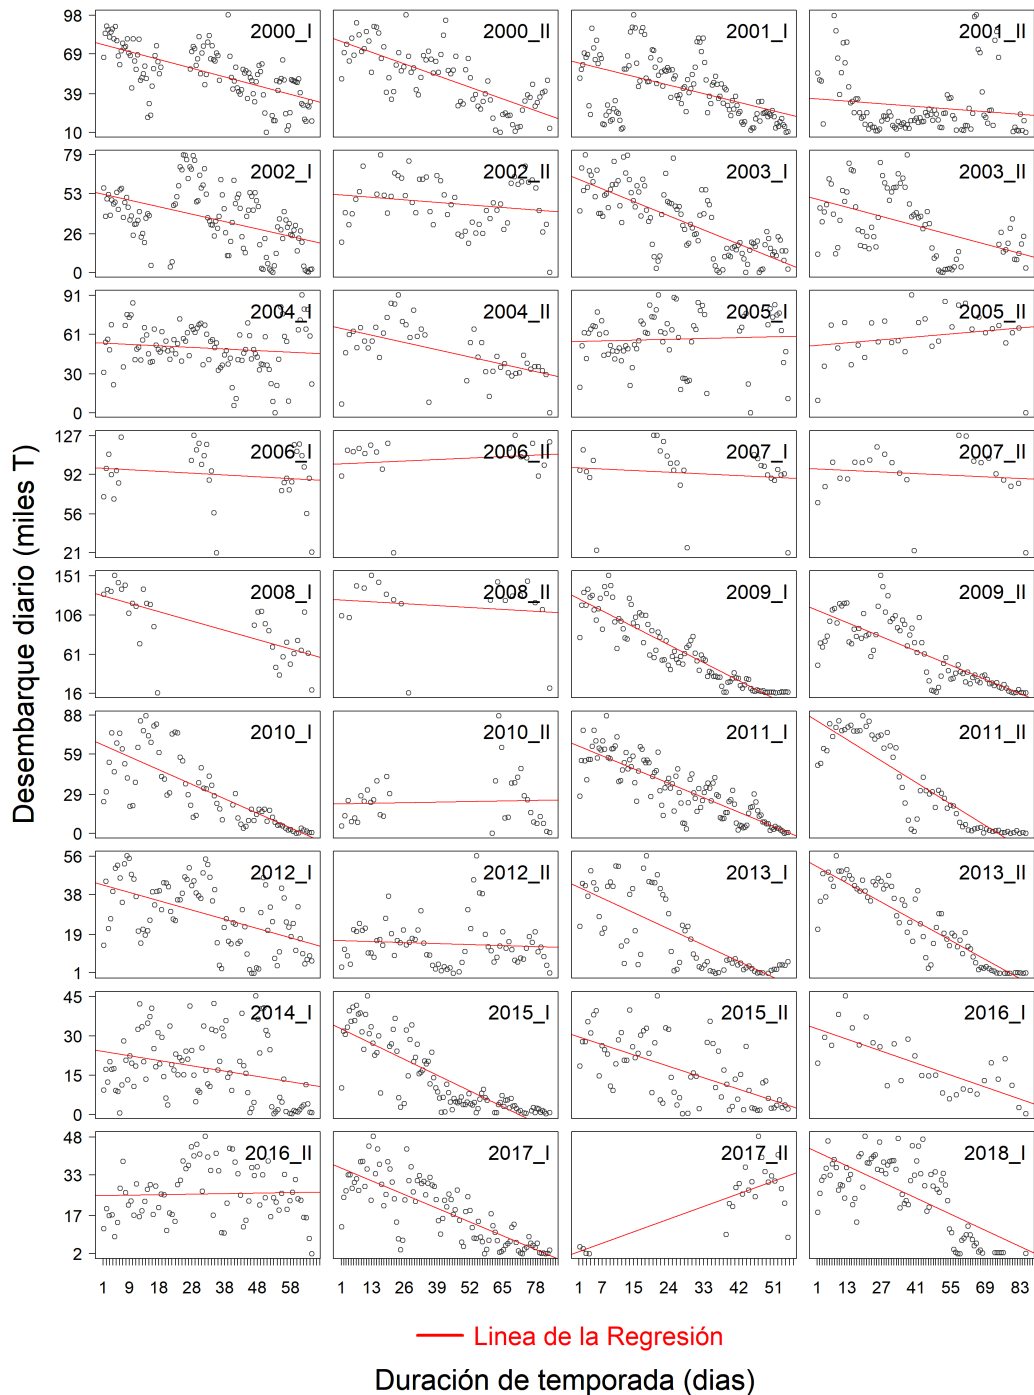 98 69 39 10 2000_I 2000_II 2001_I 2001_II
79 53 26 0 2002_I 2002_II 2003_I 2003_II
91 61 30 0 2004_I 2004_II 2005_I 2005_II
127 92 56 21 2006_I 2006_II 2007_I 2007_II
151 106 61 16 2008_I 2008_II 2009_I 2009_II
88 59 29 0 2010_I 2010_II 2011_I 2011_II
56 38 19 1 2012_I 2012_II 2013_I 2013_II
45 30 15 0 2014_I 2015_I 2015_II 2016_I
48 33 17 2 2016_II 2017_I 2017_II 2018_I
Desembarque diario (miles T)
1 9 18 28 38 48 58 1 13 26 39 52 65 78 1 7 15 24 33 42 51 1 13 27 41 55 69 83
Linea de la Regresión
Duración de temporada (dias)